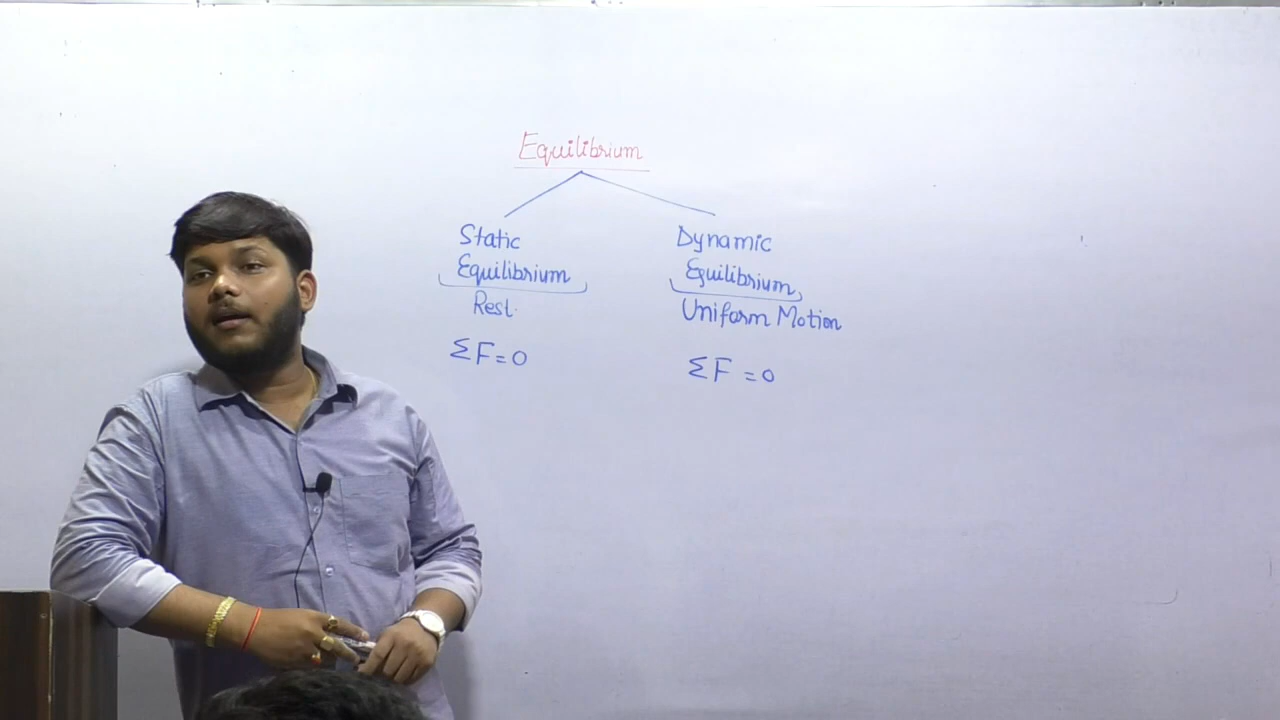 Equilibrium
Static
Equilibrium
Rest.
ΣF=0
Dynamic
Equilibrium
Uniform Motion
ΣF=0